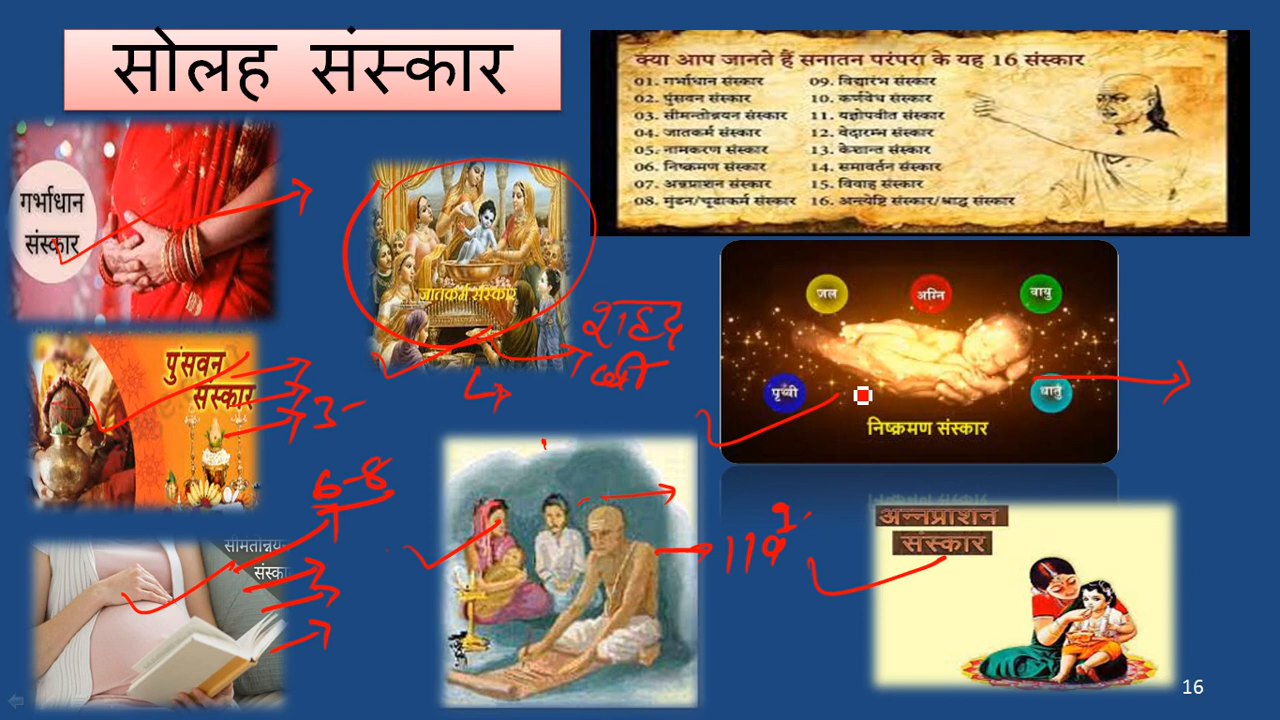 सोलह संस्कार
क्या आप जानते हैं सनातन परंपरा के यह 16 संस्कार
01. गर्भाधान संस्कार
02. पुंसवन संस्कार
03. सीमन्तोन्नयन संस्कार
04. जातकर्म संस्कार
05. नामकरण संस्कार
06. निष्क्रमण संस्कार
07. अन्नप्राशन संस्कार
08. मुंडन/चूडाकर्म संस्कार
09. विद्यारंभ संस्कार
10. कर्णवेध संस्कार
11. यज्ञोपवीत संस्कार
12. वेदारम्भ संस्कार
13. केशान्त संस्कार
14. समावर्तन संस्कार
15. विवाह संस्कार
16. अन्त्येष्टि संस्कार/श्राद्ध संस्कार
गर्भाधान
संस्कार
जातकर्म संस्कार
शहद
घी
जल
अग्नि
वायु
पृथ्वी
धातु
निष्क्रमण संस्कार
पुंसवन
संस्कार
3-
6-8
11वे
अन्नप्राशन
संस्कार
16